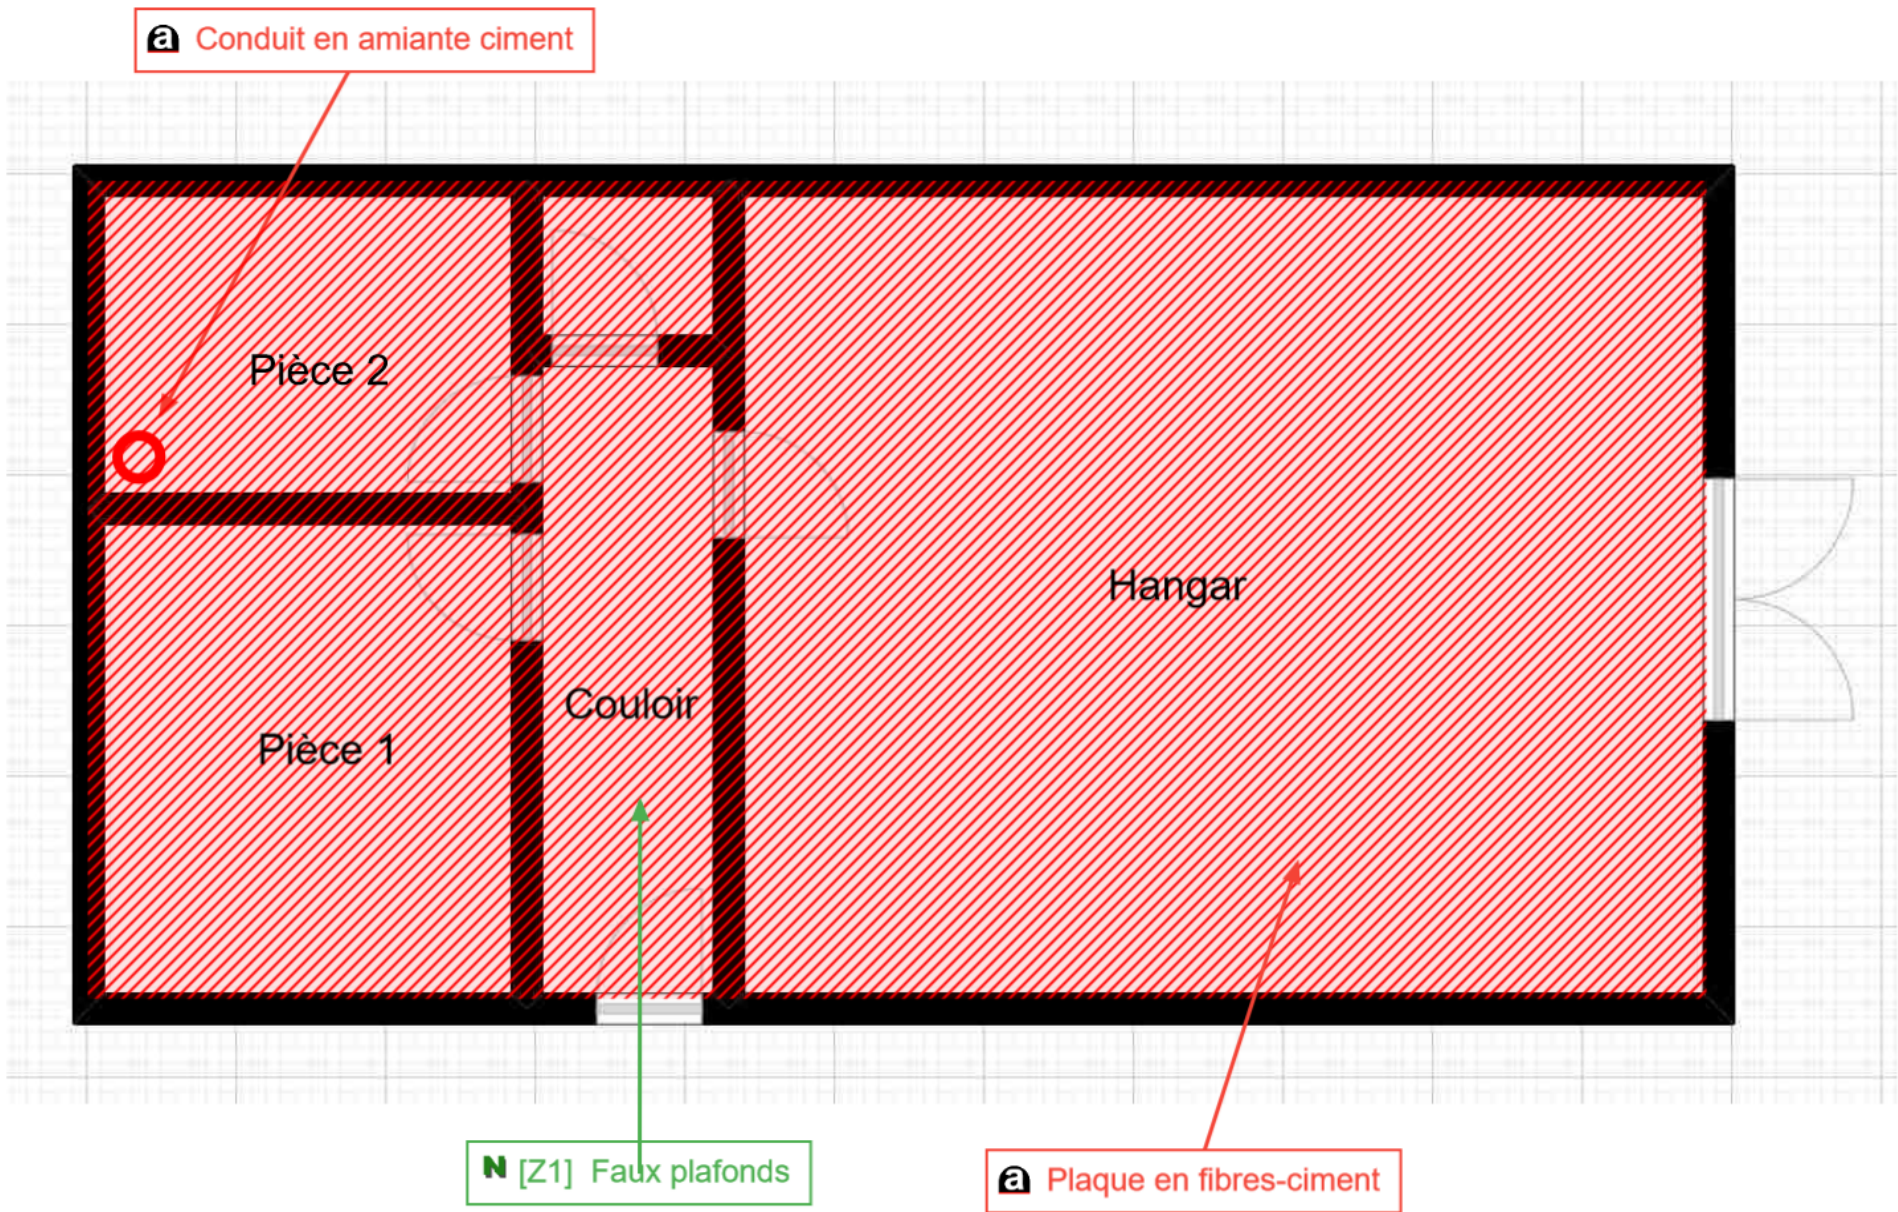 a Conduit en amiante ciment
Pièce 2
Hangar
Couloir
Pièce 1
N [Z1] Faux plafonds
a Plaque en fibres-ciment